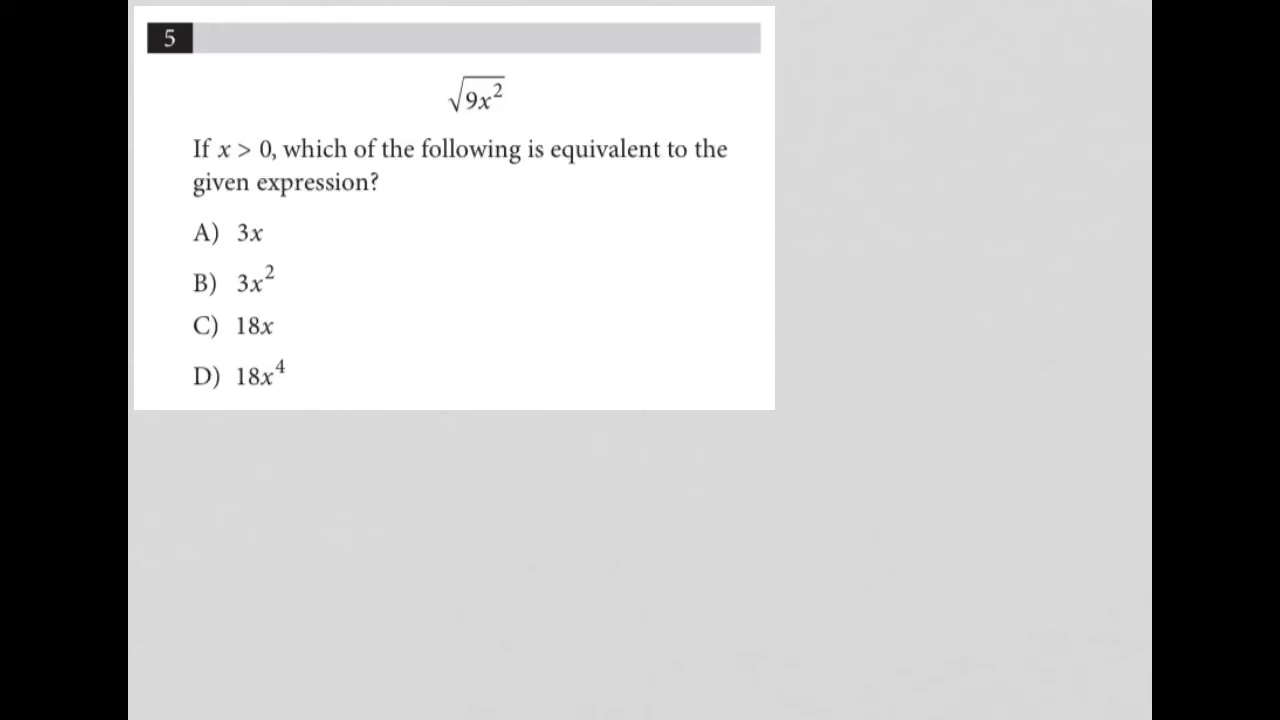 5
√9x²
If x > 0, which of the following is equivalent to the
given expression?
A) 3x
B) 3x²
C) 18x
D) 18x⁴